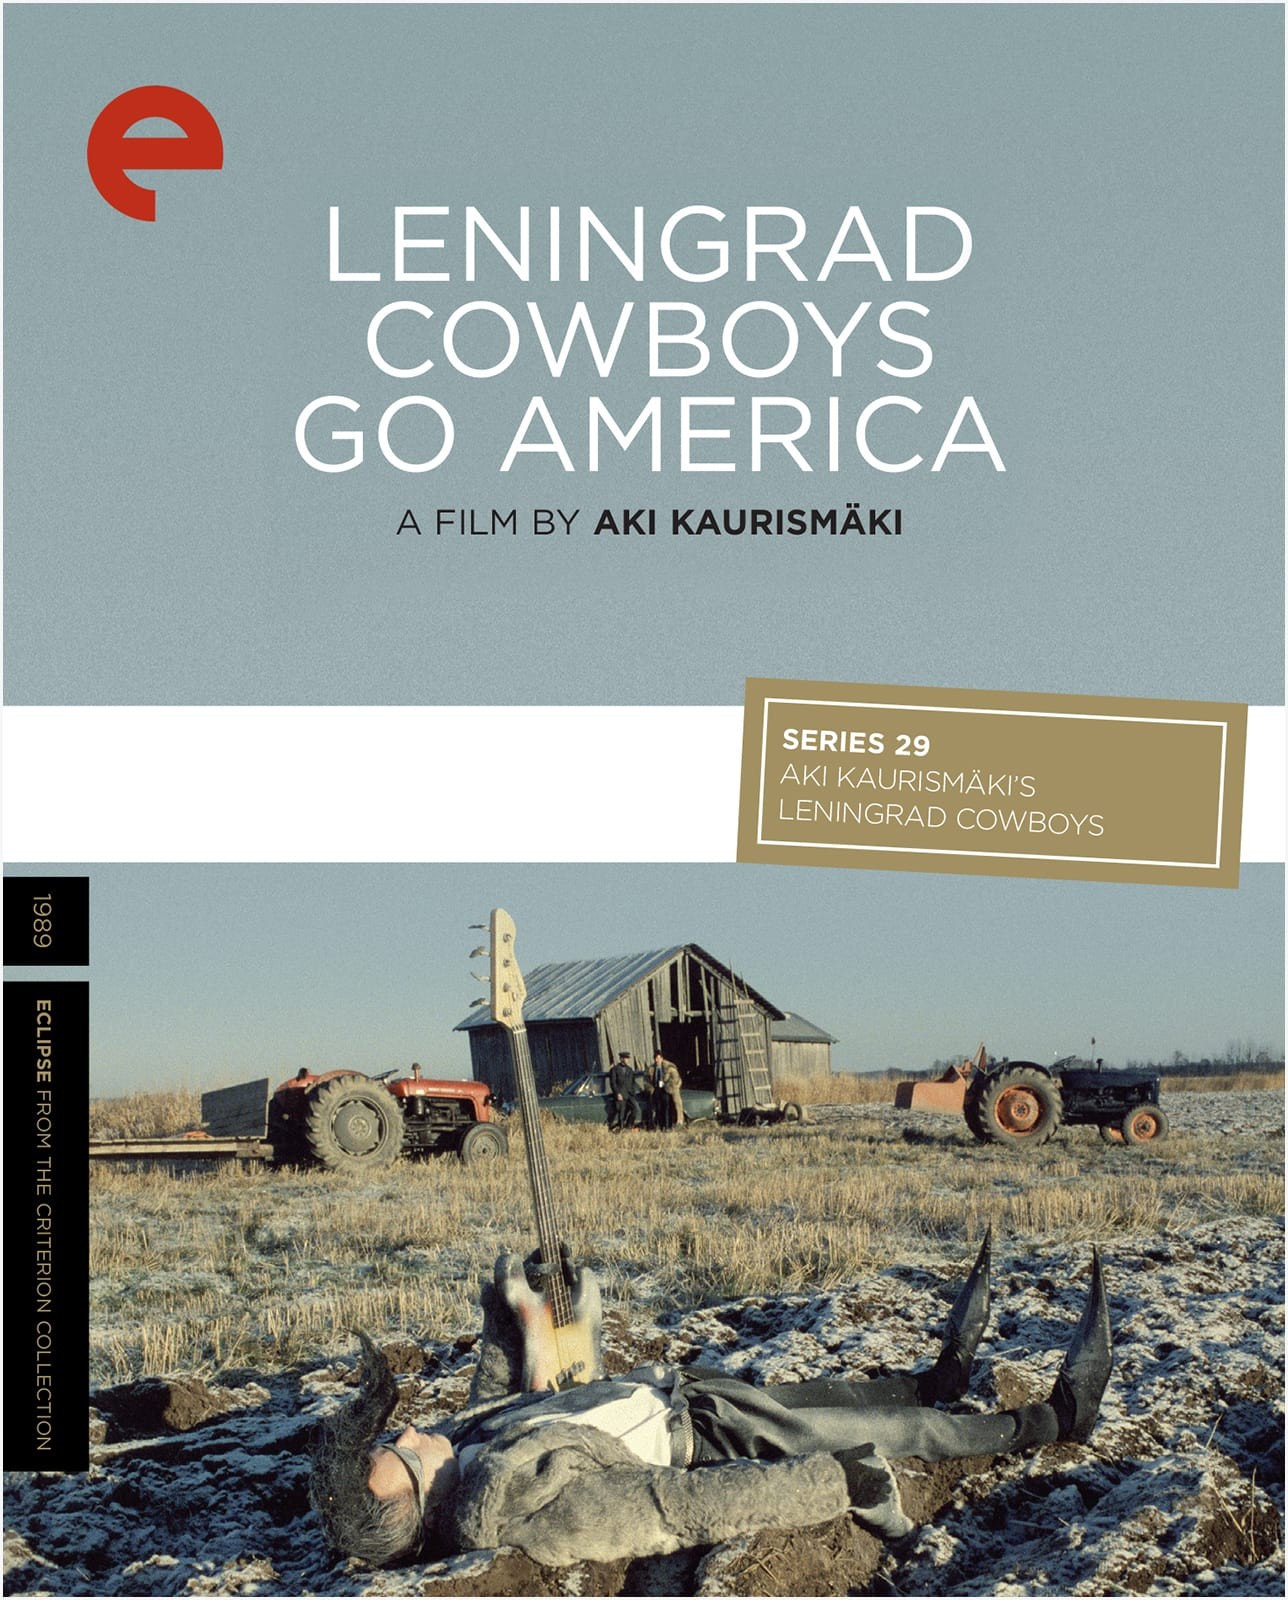 e
LENINGRAD
COWBOYS
GO AMERICA
A FILM BY AKI KAURISMÄKI
SERIES 29
AKI KAURISMÄKI'S
LENINGRAD COWBOYS
1989
ECLIPSE FROM THE CRITERION COLLECTION